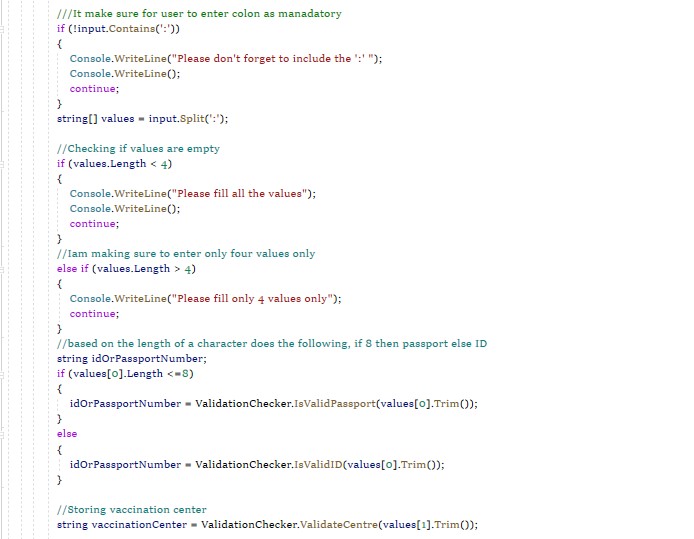 ///It make sure for user to enter colon as manadatory
if (!input.Contains(':'))
{
Console.WriteLine("Please don't forget to include the ':' ");
Console.WriteLine();
continue;
}
string[] values = input.Split(':');
//Checking if values are empty
if (values.Length < 4)
{
Console.WriteLine("Please fill all the values");
Console.WriteLine();
continue;
}
//Iam making sure to enter only four values only
else if (values.Length > 4)
{
Console.WriteLine("Please fill only 4 values only");
continue;
}
//based on the length of a character does the following, if 8 then passport else ID
string idOrPassportNumber;
if (values[0].Length <=8)
{
idOrPassportNumber = ValidationChecker.IsValidPassport(values[0].Trim());
}
else
{
idOrPassportNumber = ValidationChecker.IsValidID(values[0].Trim());
}
//Storing vaccination center
string vaccinationCenter = ValidationChecker.ValidateCentre(values[1].Trim());